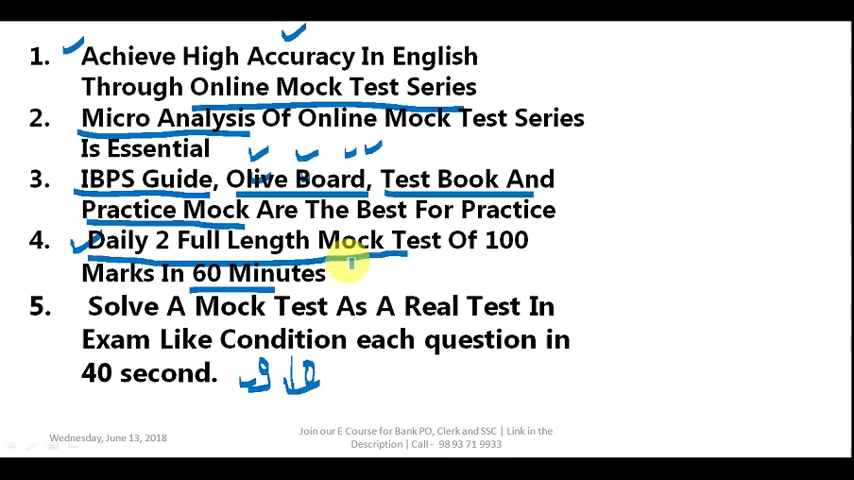 1. Achieve High Accuracy In English
Through Online Mock Test Series
2. Micro Analysis Of Online Mock Test Series
Is Essential
3. IBPS Guide, Olive Board, Test Book And
Practice Mock Are The Best For Practice
4. Daily 2 Full Length Mock Test Of 100
Marks In 60 Minutes
5. Solve A Mock Test As A Real Test In
Exam Like Condition each question in
40 second.
Wednesday, June 13, 2018
Join our E Course for Bank PO, Clerk and SSC | Link in the
Description | Call - 98 93 71 9933